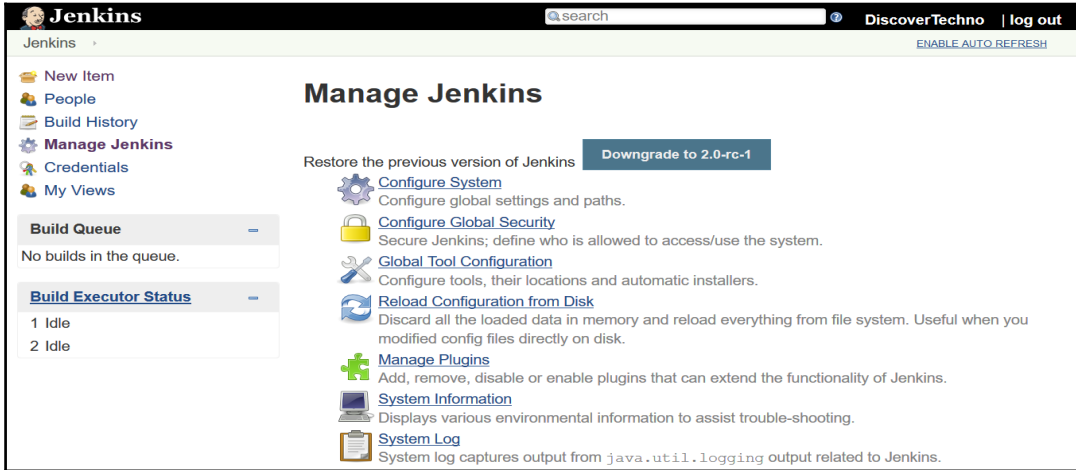 Jenkins
search
DiscoverTechno | log out
Jenkins
ENABLE AUTO REFRESH
New Item
People
Build History
Manage Jenkins
Credentials
My Views
Build Queue
No builds in the queue.
Build Executor Status
1 Idle
2 Idle
Manage Jenkins
Restore the previous version of Jenkins Downgrade to 2.0-rc-1
Configure System
Configure global settings and paths.
Configure Global Security
Secure Jenkins; define who is allowed to access/use the system.
Global Tool Configuration
Configure tools, their locations and automatic installers.
Reload Configuration from Disk
Discard all the loaded data in memory and reload everything from file system. Useful when you
modified config files directly on disk.
Manage Plugins
Add, remove, disable or enable plugins that can extend the functionality of Jenkins.
System Information
Displays various environmental information to assist trouble-shooting.
System Log
System log captures output from java.util.logging output related to Jenkins.